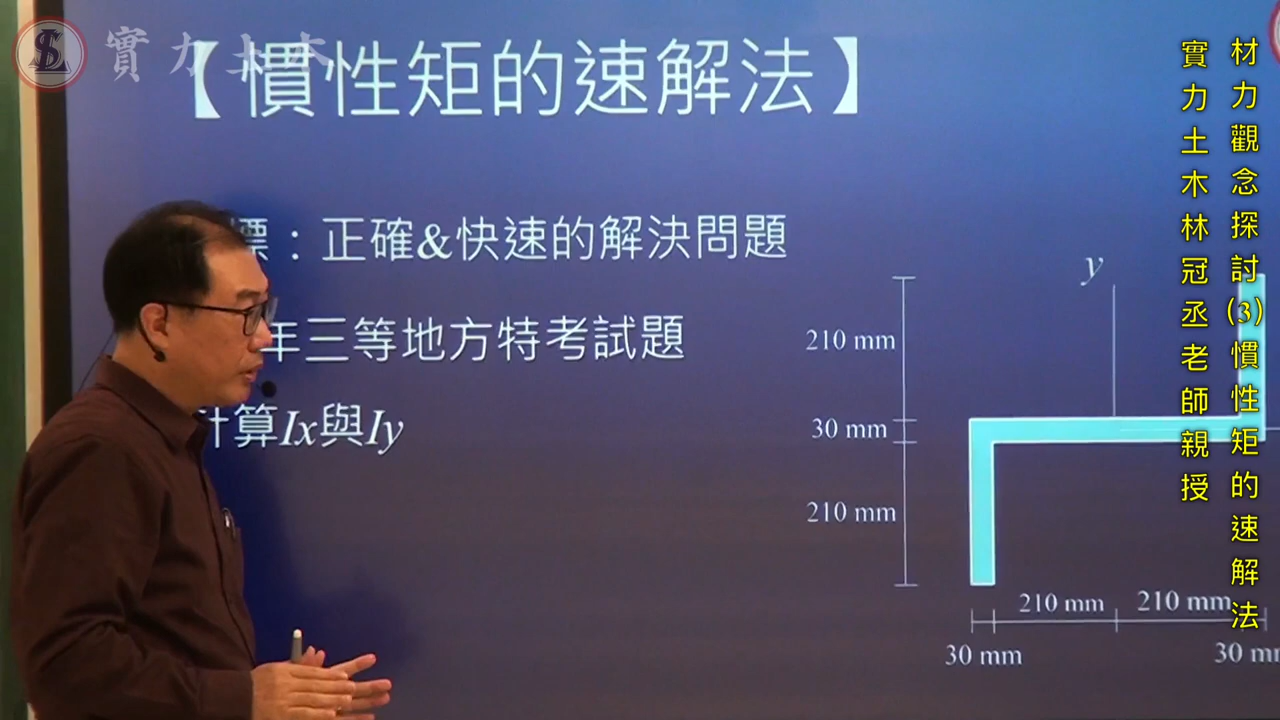 實力土木
【慣性矩的速解法】
標：正確&快速的解決問題
年三等地方特考試題
計算Ix與Iy
y
210 mm
30 mm
210 mm
210 mm
210 mm
30 mm
材力觀念探討(3)慣性矩的速解法
實力土木林冠丞老師親授